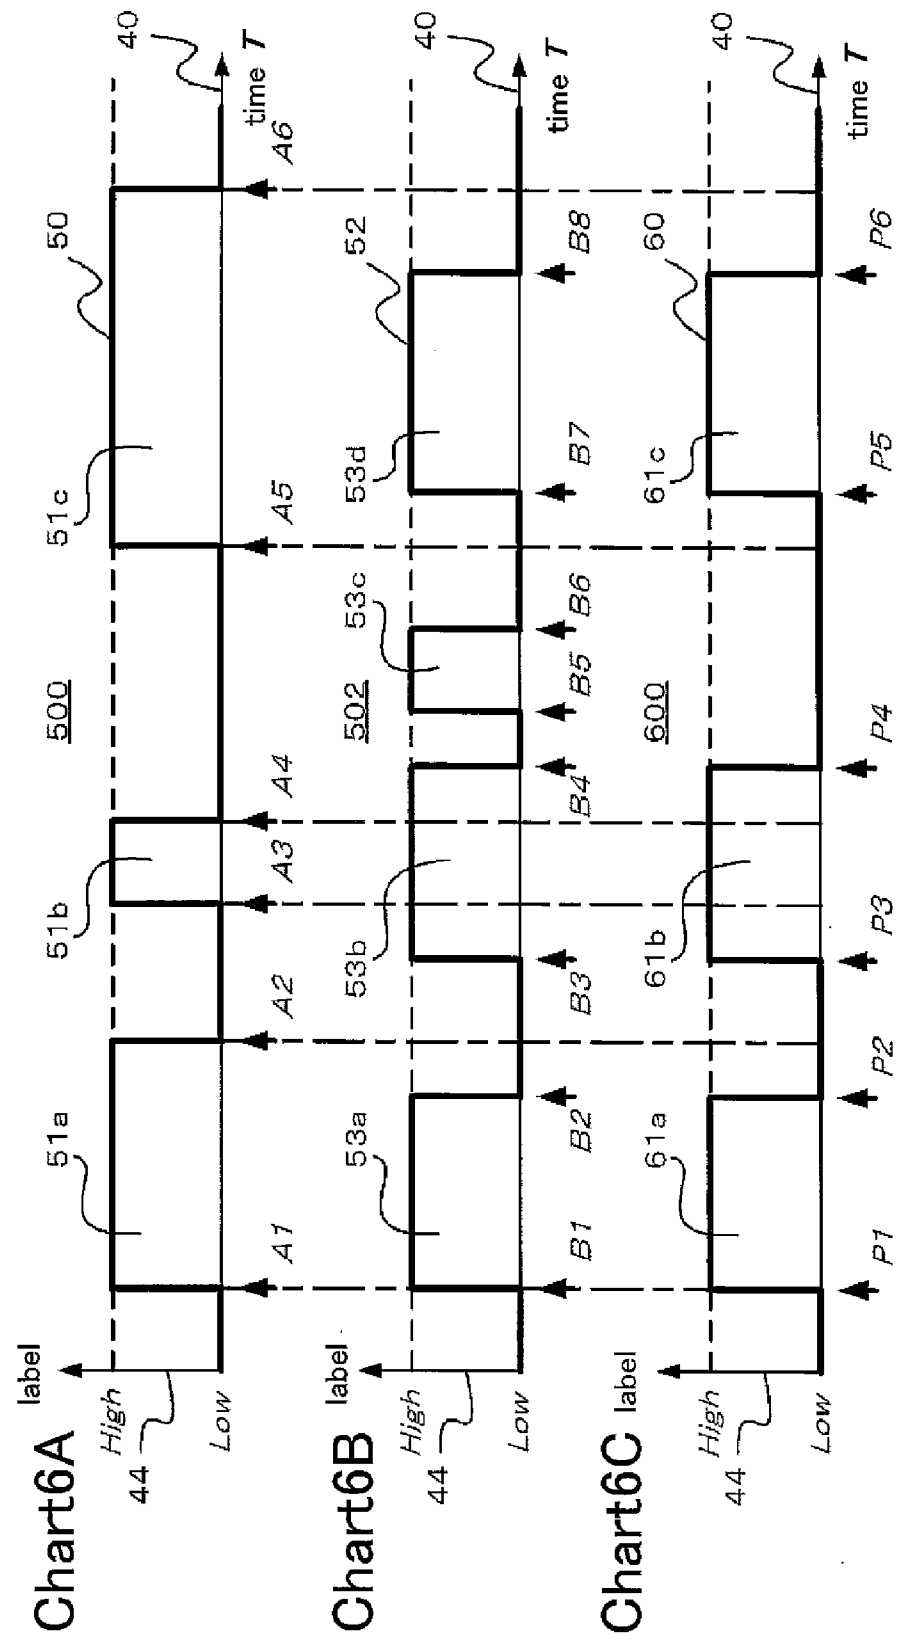 Chart6A
label
High
Low
44
51a
51b
500
51c
50
40
A1
A2
A3
A4
A5
A6
time T
Chart6B
label
High
Low
44
53a
53b
502
53c
53d
52
40
B1
B2
B3
B4
B5
B6
B7
B8
time T
Chart6C
label
High
Low
44
61a
61b
600
61c
60
40
P1
P2
P3
P4
P5
P6
time T